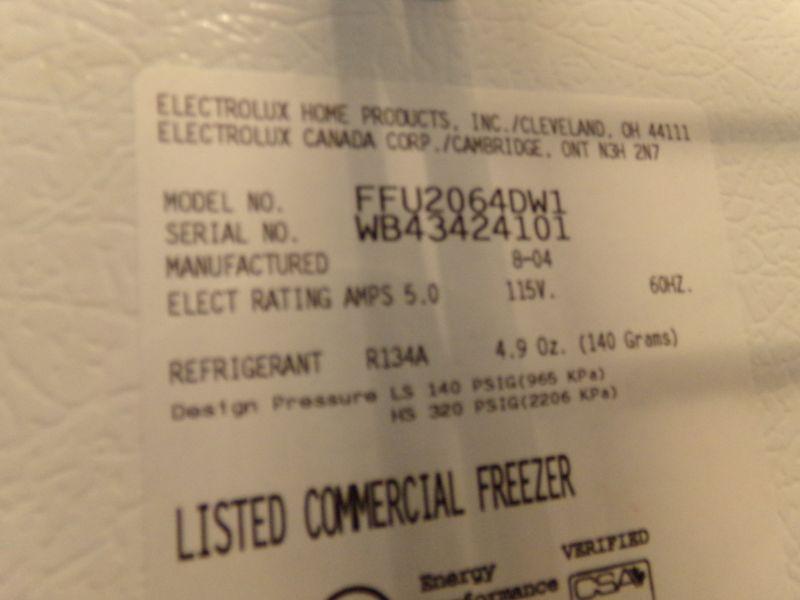 ELECTROLUX HOME PRODUCTS, INC./CLEVELAND, OH 44111
ELECTROLUX CANADA CORP./CAMBRIDGE, ONT N3H 2N7
MODEL NO. FFU2064DW1
SERIAL NO. WB43424101
MANUFACTURED 8-04
ELECT RATING AMPS 5.0 115V. 60HZ.
REFRIGERANT R134A 4.9 Oz. (140 Grams)
Design Pressure LS 140 PSIG(965 KPa)
HS 320 PSIG(2206 KPa)
LISTED COMMERCIAL FREEZER
VERIFIED
Energy
CSA